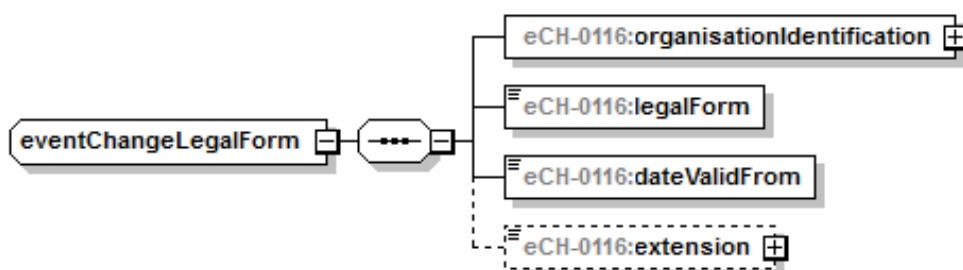 eCH-0116:organisationIdentification
eCH-0116:legalForm
eventChangeLegalForm
eCH-0116:dateValidFrom
eCH-0116:extension